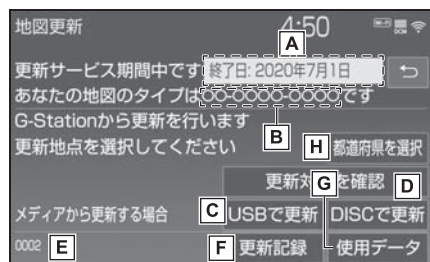 地図更新 4:50
A
更新サービス期間中です 終了日: 2020年7月1日
あなたの地図のタイプは○○-○○○○-○○○○です
B
G-Stationから更新を行います
更新地点を選択してください
H 都道府県を選択
更新対 を確認
G
D
メディアから更新する場合 C USBで更新 DISCで更新
0002 E F 更新記録 使用データ